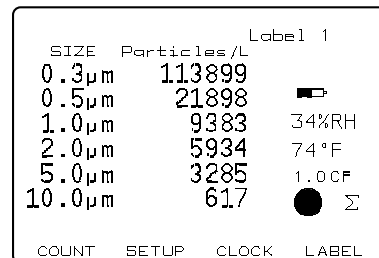 Label 1
SIZE Particles/L
0.3µm 113899
0.5µm 21898
1.0µm 9383 34%RH
2.0µm 5934 74°F
5.0µm 3285 1.0CF
10.0µm 617 Σ
COUNT SETUP CLOCK LABEL